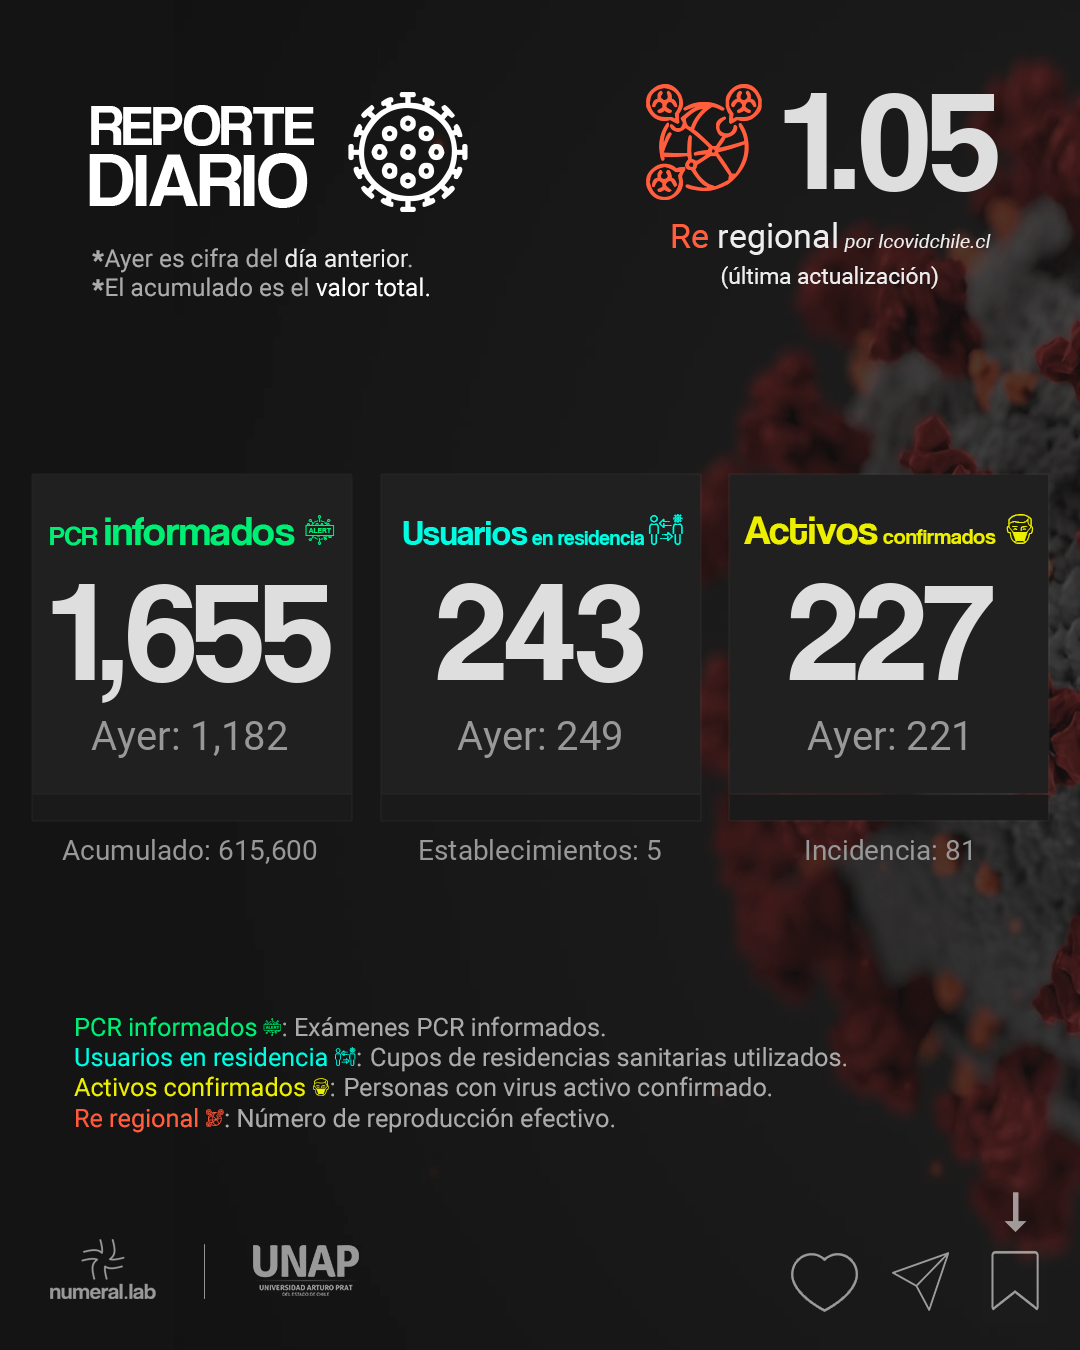 REPORTE
DIARIO
*Ayer es cifra del día anterior.
*El acumulado es el valor total.
1.05
Re regional por Icovidchile.cl
(última actualización)
PCR informados
ALERT
1,655
Ayer: 1,182
Acumulado: 615,600
Usuarios en residencia
243
Ayer: 249
Establecimientos: 5
Activos confirmados
227
Ayer: 221
Incidencia: 81
PCR informados : Exámenes PCR informados.
Usuarios en residencia : Cupos de residencias sanitarias utilizados.
Activos confirmados : Personas con virus activo confirmado.
Re regional : Número de reproducción efectivo.
numeral.lab
UNAP
UNIVERSIDAD ARTURO PRAT
DEL ESTADO DE CHILE